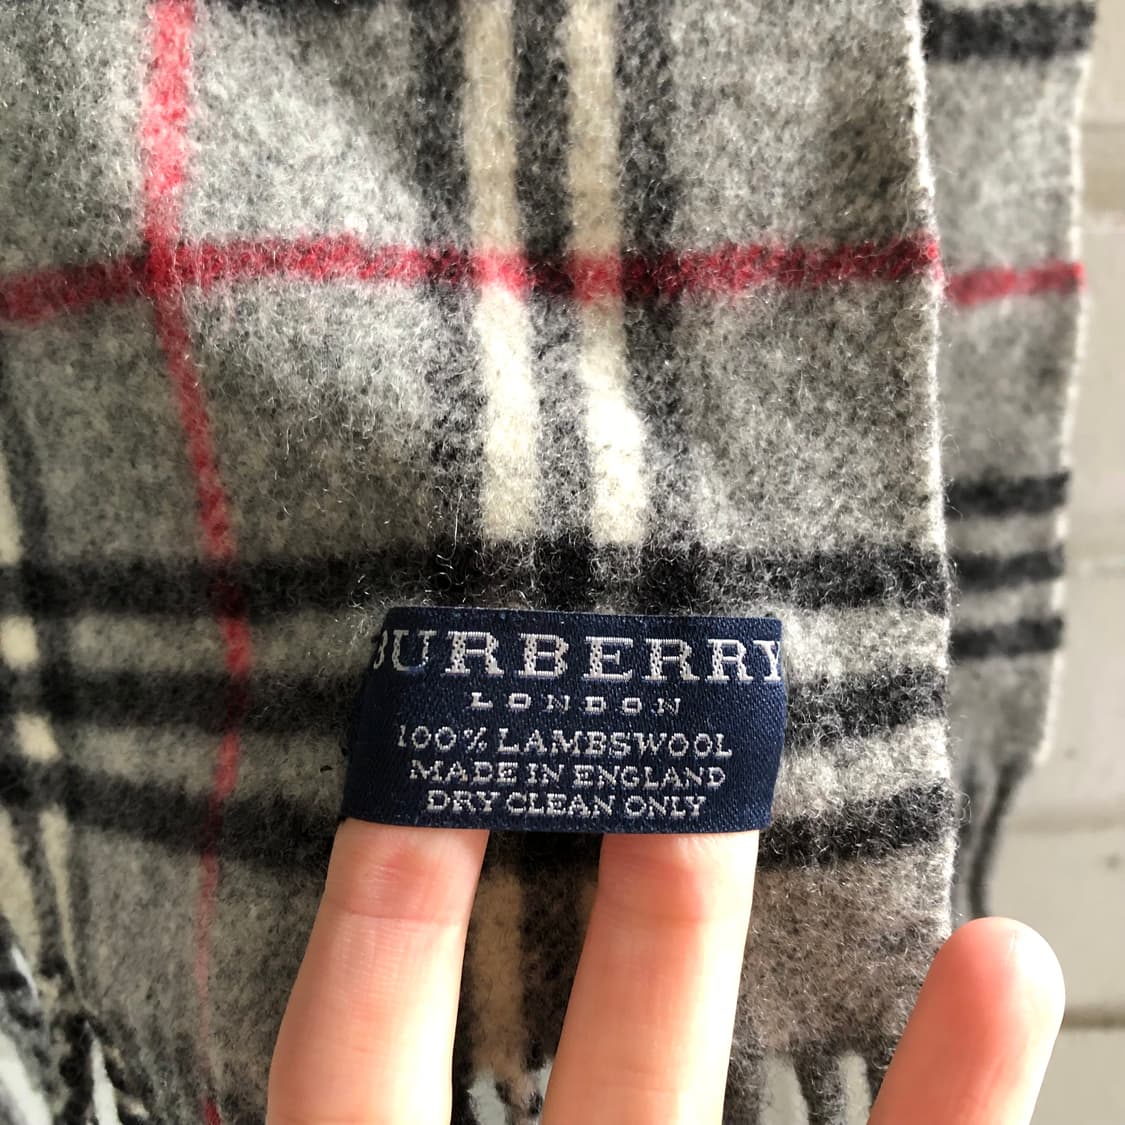 BURBERRY
LONDON
100% LAMBSWOOL
MADE IN ENGLAND
DRY CLEAN ONLY